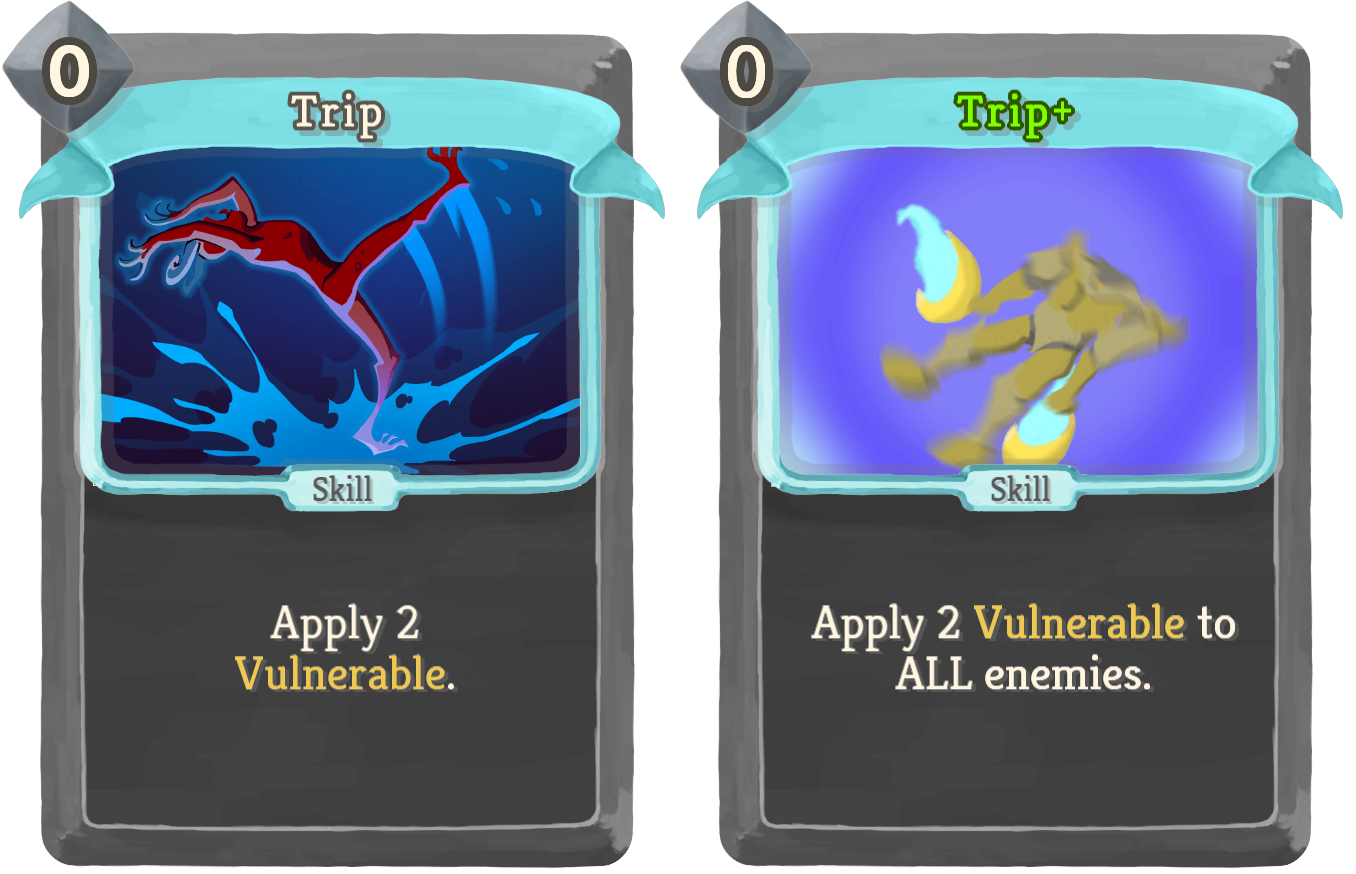 0
Trip
Skill
Apply 2
Vulnerable.
0
Trip+
Skill
Apply 2 Vulnerable to
ALL enemies.